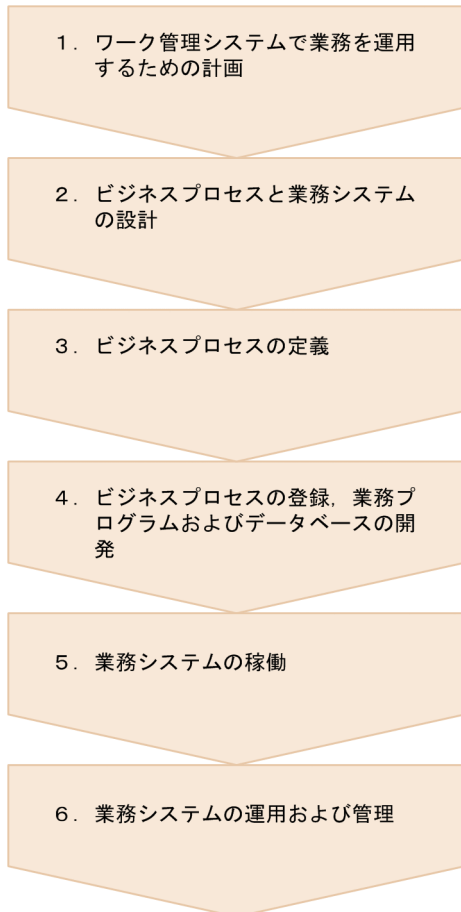 １．ワーク管理システムで業務を運用
するための計画
２．ビジネスプロセスと業務システム
の設計
３．ビジネスプロセスの定義
４．ビジネスプロセスの登録，業務プ
ログラムおよびデータベースの開
発
５．業務システムの稼働
６．業務システムの運用および管理